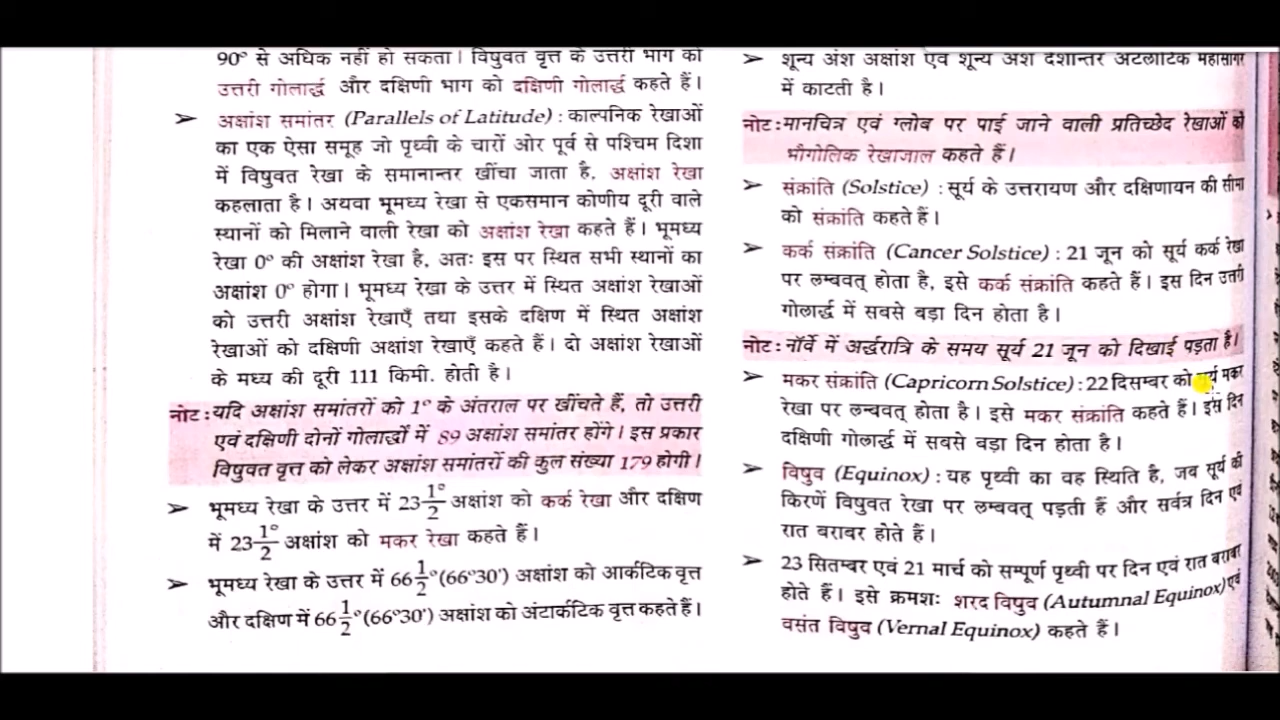 90° से अधिक नहीं हो सकता। विषुवत वृत्त के उत्तरी भाग को
उत्तरी गोलार्द्ध और दक्षिणी भाग को दक्षिणी गोलार्द्ध कहते हैं।
➢ अक्षांश समांतर (Parallels of Latitude) : काल्पनिक रेखाओं
का एक ऐसा समूह जो पृथ्वी के चारों ओर पूर्व से पश्चिम दिशा
में विषुवत रेखा के समानान्तर खींचा जाता है, अक्षांश रेखा
कहलाता है। अथवा भूमध्य रेखा से एकसमान कोणीय दूरी वाले
स्थानों को मिलाने वाली रेखा को अक्षांश रेखा कहते हैं। भूमध्य
रेखा 0° की अक्षांश रेखा है, अतः इस पर स्थित सभी स्थानों का
अक्षांश 0° होगा। भूमध्य रेखा के उत्तर में स्थित अक्षांश रेखाओं
को उत्तरी अक्षांश रेखाएँ तथा इसके दक्षिण में स्थित अक्षांश
रेखाओं को दक्षिणी अक्षांश रेखाएँ कहते हैं। दो अक्षांश रेखाओं
के मध्य की दूरी 111 किमी. होती है।
नोट : यदि अक्षांश समांतरों को 1° के अंतराल पर खींचते हैं, तो उत्तरी
एवं दक्षिणी दोनों गोलार्द्धों में 89 अक्षांश समांतर होंगे। इस प्रकार
विषुवत वृत्त को लेकर अक्षांश समांतरों की कुल संख्या 179 होगी।
➢ भूमध्य रेखा के उत्तर में 23 1/2° अक्षांश को कर्क रेखा और दक्षिण
में 23 1/2° अक्षांश को मकर रेखा कहते हैं।
➢ भूमध्य रेखा के उत्तर में 66 1/2°(66°30') अक्षांश को आर्कटिक वृत्त
और दक्षिण में 66 1/2°(66°30') अक्षांश को अंटार्कटिक वृत्त कहते हैं।
➢ शून्य अंश अक्षांश एवं शून्य अंश देशान्तर अटलांटिक महासागर
में काटती है।
नोट : मानचित्र एवं ग्लोब पर पाई जाने वाली प्रतिच्छेद रेखाओं को
भौगोलिक रेखाजाल कहते हैं।
➢ संक्रांति (Solstice) : सूर्य के उत्तरायण और दक्षिणायन की सीमा
को संक्रांति कहते हैं।
➢ कर्क संक्रांति (Cancer Solstice) : 21 जून को सूर्य कर्क रेखा
पर लम्बवत् होता है, इसे कर्क संक्रांति कहते हैं। इस दिन उत्तरी
गोलार्द्ध में सबसे बड़ा दिन होता है।
नोट : नॉर्वे में अर्द्धरात्रि के समय सूर्य 21 जून को दिखाई पड़ता है।
➢ मकर संक्रांति (Capricorn Solstice) : 22 दिसम्बर को सूर्य मकर
रेखा पर लम्बवत् होता है। इसे मकर संक्रांति कहते हैं। इस दिन
दक्षिणी गोलार्द्ध में सबसे बड़ा दिन होता है।
➢ विषुव (Equinox) : यह पृथ्वी का वह स्थिति है, जब सूर्य की
किरणें विषुवत रेखा पर लम्बवत् पड़ती हैं और सर्वत्र दिन एवं
रात बराबर होते हैं।
➢ 23 सितम्बर एवं 21 मार्च को सम्पूर्ण पृथ्वी पर दिन एवं रात बराबर
होते हैं। इसे क्रमशः शरद विषुव (Autumnal Equinox) एवं
वसंत विषुव (Vernal Equinox) कहते हैं।